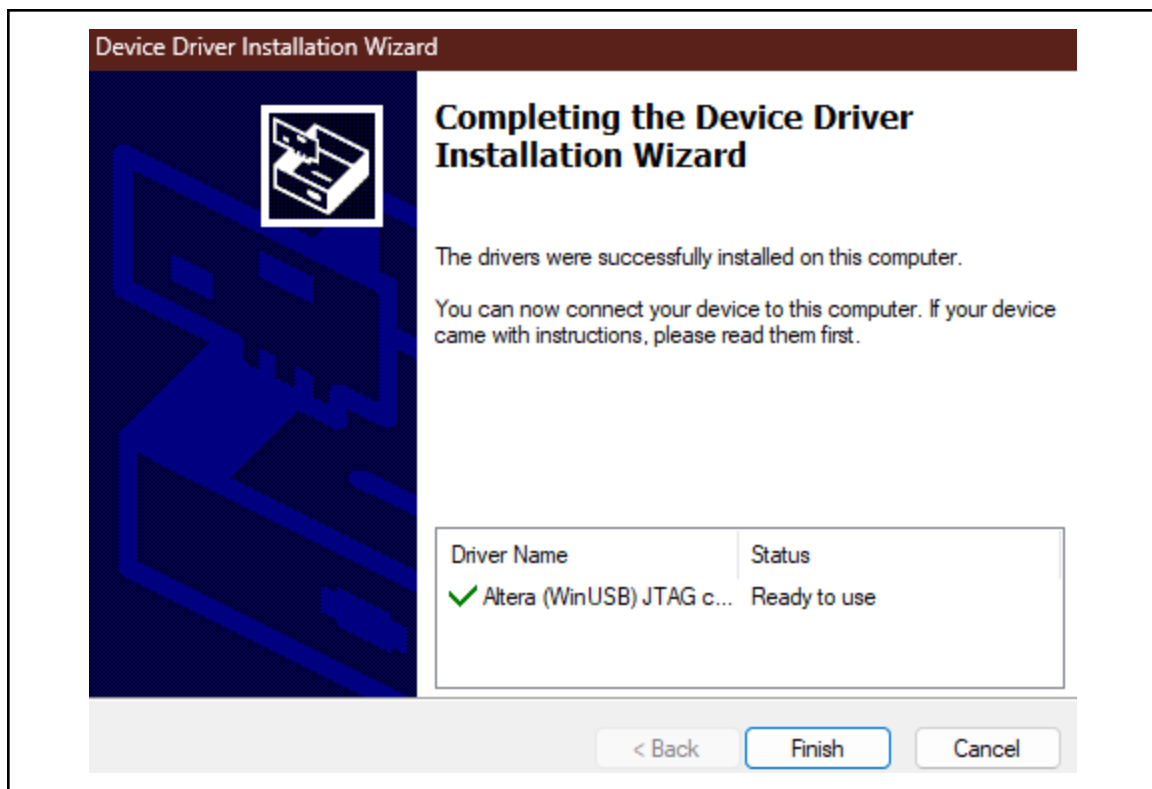 Device Driver Installation Wizard
Completing the Device Driver
Installation Wizard
The drivers were successfully installed on this computer.
You can now connect your device to this computer. If your device
came with instructions, please read them first.
Driver Name Status
Altera (WinUSB) JTAG c... Ready to use
< Back Finish Cancel